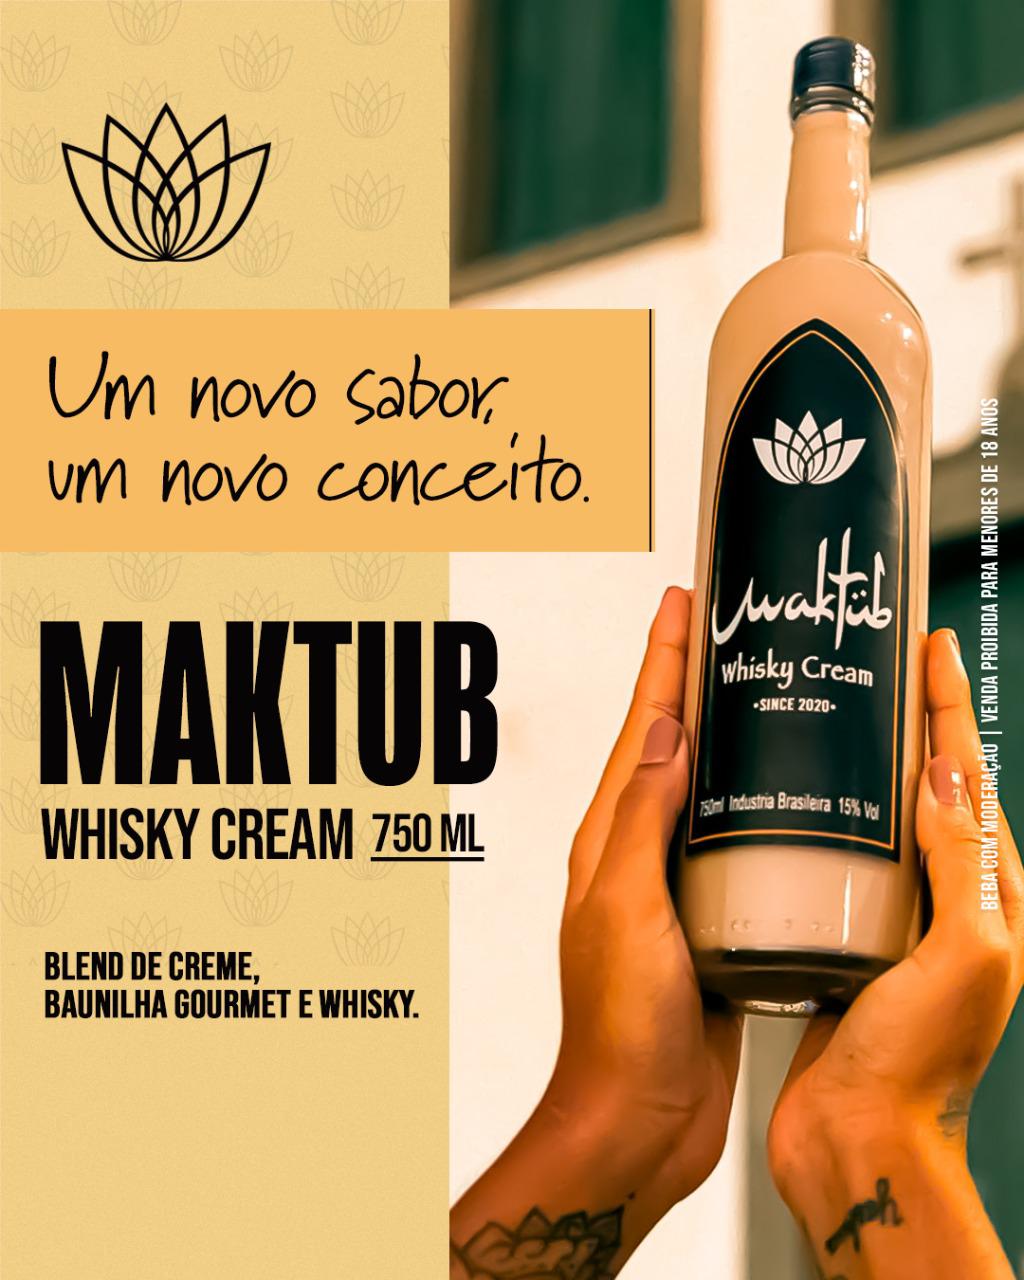 Um novo sabor,
um novo conceito.
MAKTUB
WHISKY CREAM 750 ML
BLEND DE CREME,
BAUNILHA GOURMET E WHISKY.
maktüb
Whisky Cream
•SINCE 2020•
750ml Industria Brasileira 15% Vol
BEBA COM MODERAÇÃO | VENDA PROIBIDA PARA MENORES DE 18 ANOS